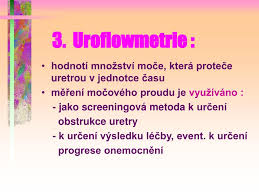 3. Uroflowmetrie :
• hodnotí množství moče, která proteče
uretrou v jednotce času
• měření močového proudu je využíváno :
- jako screeningová metoda k určení
obstrukce uretry
- k určení výsledku léčby, event. k určení
progrese onemocnění